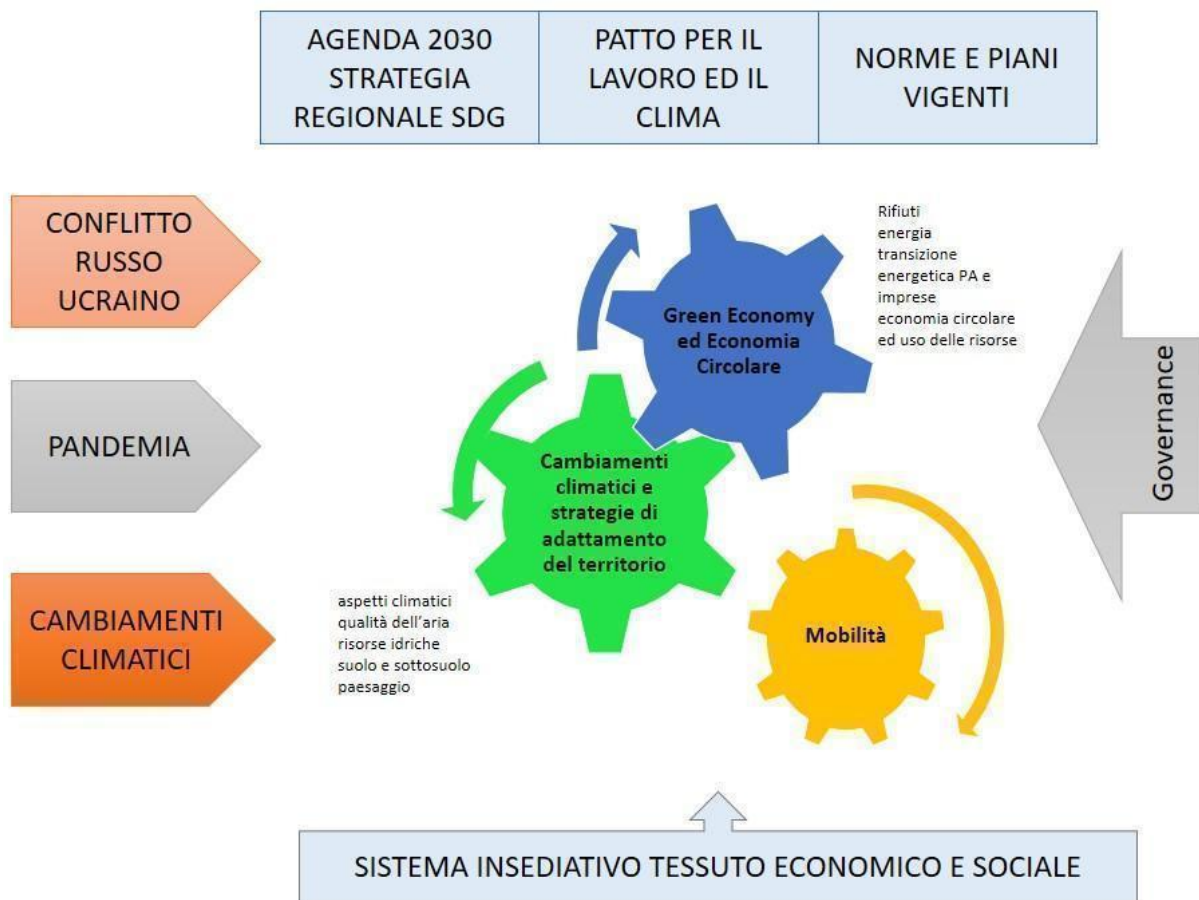 AGENDA 2030
STRATEGIA
REGIONALE SDG
PATTO PER IL
LAVORO ED IL
CLIMA
NORME E PIANI
VIGENTI
CONFLITTO
RUSSO
UCRAINO
PANDEMIA
CAMBIAMENTI
CLIMATICI
Rifiuti
energia
transizione
energetica PA e
imprese
economia circolare
ed uso delle risorse
Green Economy
ed Economia
Circolare
Cambiamenti
climatici e
strategie di
adattamento
del territorio
aspetti climatici
qualità dell'aria
risorse idriche
suolo e sottosuolo
paesaggio
Mobilità
Governance
SISTEMA INSEDIATIVO TESSUTO ECONOMICO E SOCIALE